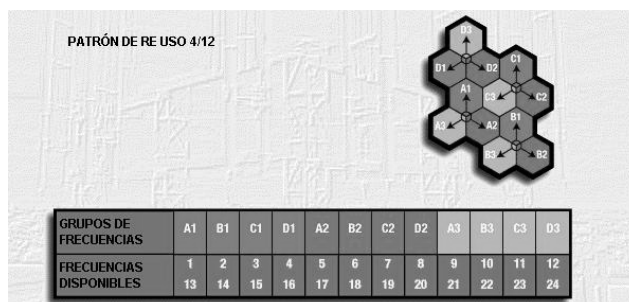 PATRÓN DE RE USO 4/12
D3
D1 D2 C1
A1 C3 C2
A3 A2 B1
B3 B2
GRUPOS DE FRECUENCIAS A1 B1 C1 D1 A2 B2 C2 D2 A3 B3 C3 D3
FRECUENCIAS DISPONIBLES 1 2 3 4 5 6 7 8 9 10 11 12
13 14 15 16 17 18 19 20 21 22 23 24